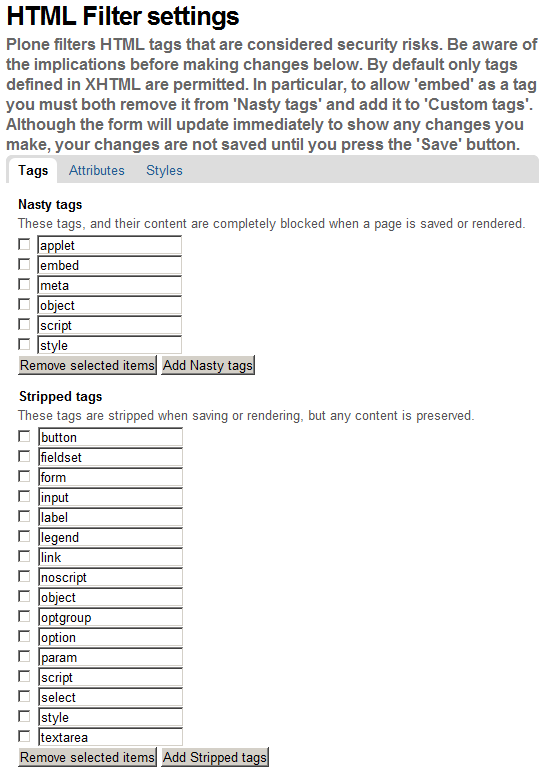 HTML Filter settings
Plone filters HTML tags that are considered security risks. Be aware of
the implications before making changes below. By default only tags
defined in XHTML are permitted. In particular, to allow 'embed' as a tag
you must both remove it from 'Nasty tags' and add it to 'Custom tags'.
Although the form will update immediately to show any changes you
make, your changes are not saved until you press the 'Save' button.
Tags Attributes Styles
Nasty tags
These tags, and their content are completely blocked when a page is saved or rendered.
applet
embed
meta
object
script
style
Remove selected items Add Nasty tags
Stripped tags
These tags are stripped when saving or rendering, but any content is preserved.
button
fieldset
form
input
label
legend
link
noscript
object
optgroup
option
param
script
select
style
textarea
Remove selected items Add Stripped tags